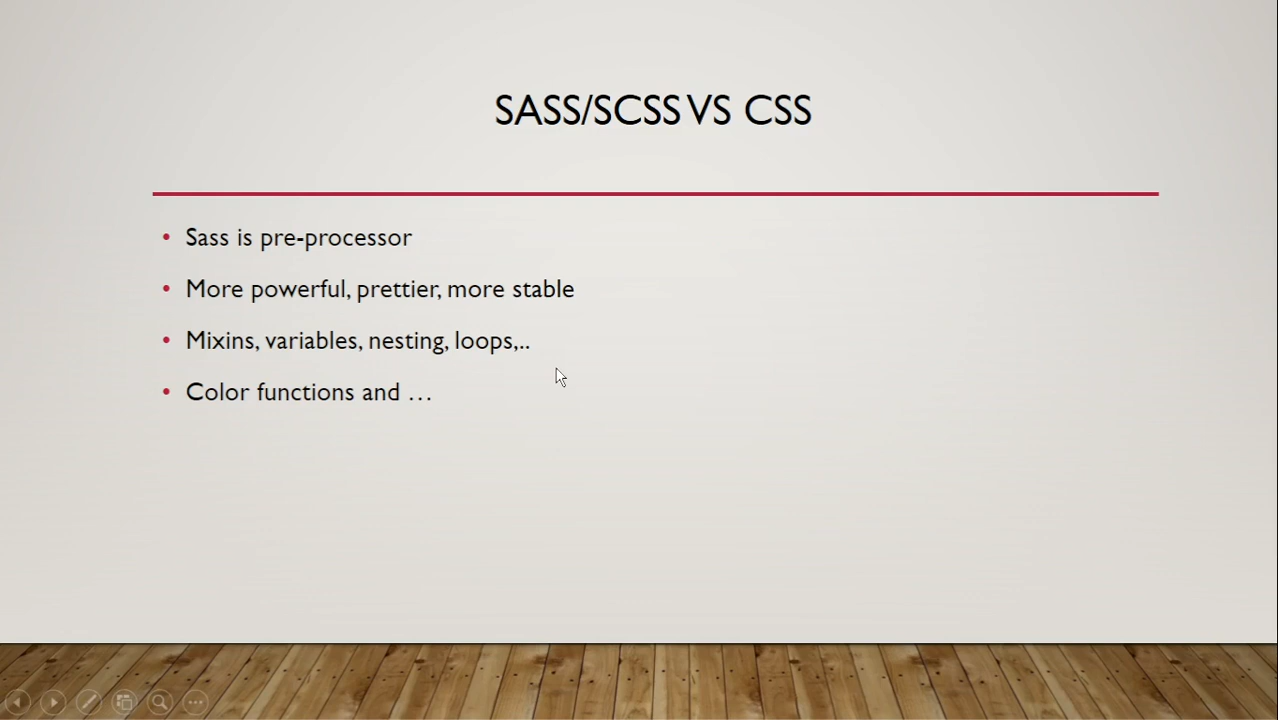 SASS/SCSS VS CSS
• Sass is pre-processor
• More powerful, prettier, more stable
• Mixins, variables, nesting, loops,..
• Color functions and …